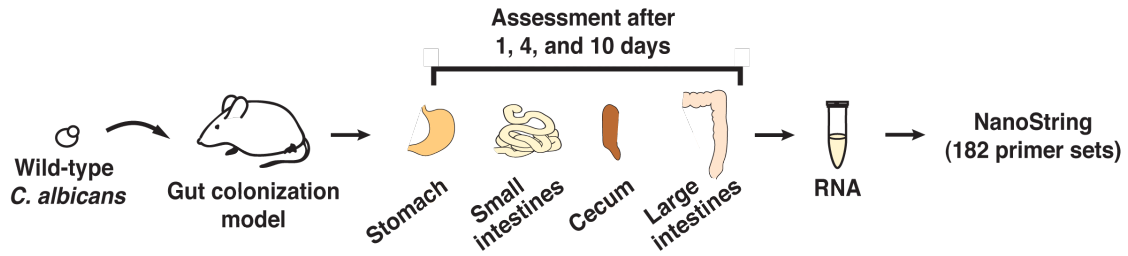 Assessment after
1, 4, and 10 days
Wild-type
C. albicans
Gut colonization
model
Stomach
Small
intestines
Cecum
Large
intestines
RNA
NanoString
(182 primer sets)